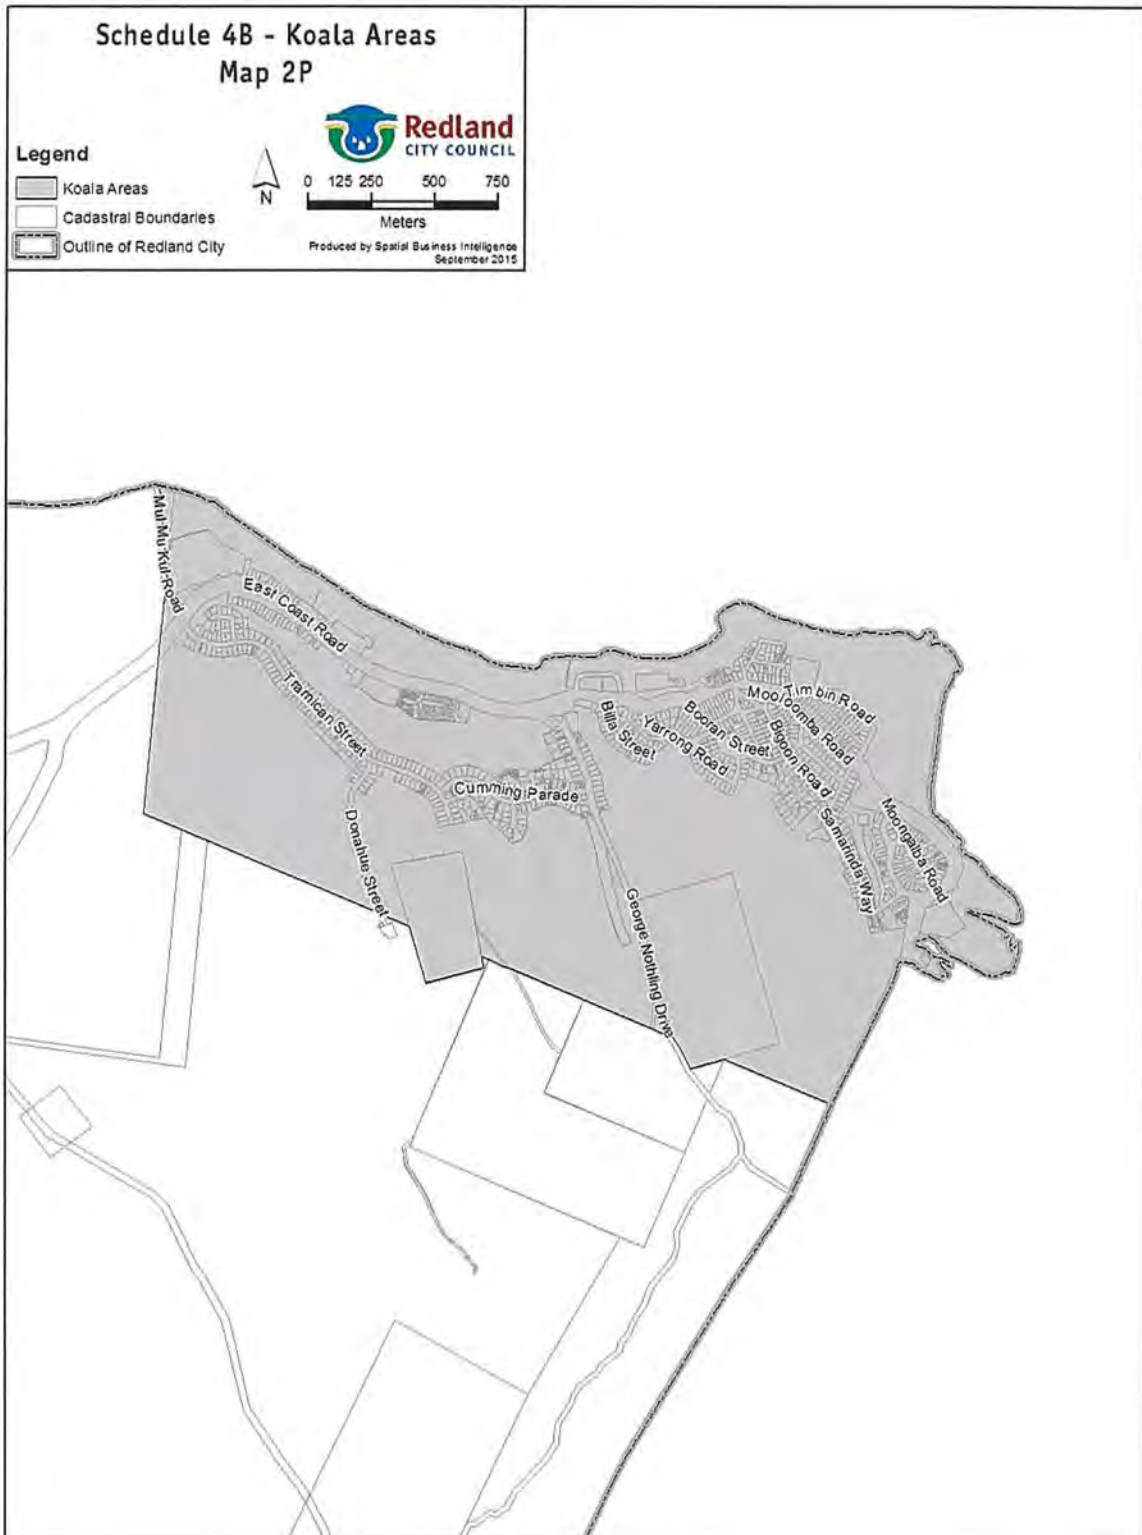 Schedule 4B - Koala Areas
Map 2P
Redland
CITY COUNCIL
Legend
Koala Areas
Cadastral Boundaries
Outline of Redland City
N
0 125 250 500 750
Meters
Produced by Spatial Business Intelligence
September 2015
Mul Mu Kul Road
East Coast Road
Tramican Street
Timbin Road
Mooloomba Road
Billa Street
Booran Street
Yarrong Road
Bigoon Road
Cumming Parade
Donahue Street
Samarinda Way
Moongalba Road
George Nothling Drive